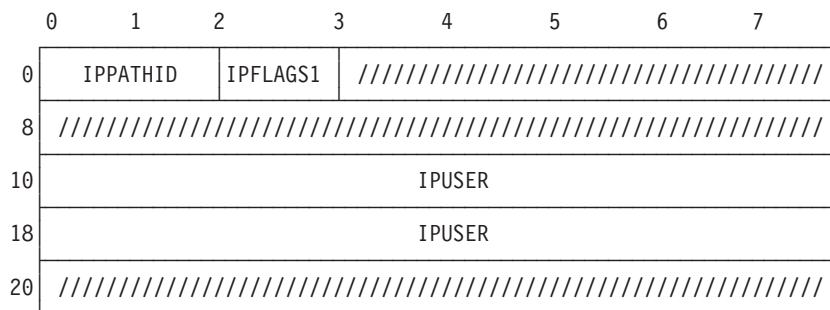 0 1 2 3 4 5 6 7
0 IPPATHID IPFLAGS1 ///////////////////////////////////////
8 ////////////////////////////////////////////////////////////////
10 IPUSER
18 IPUSER
20 ////////////////////////////////////////////////////////////////